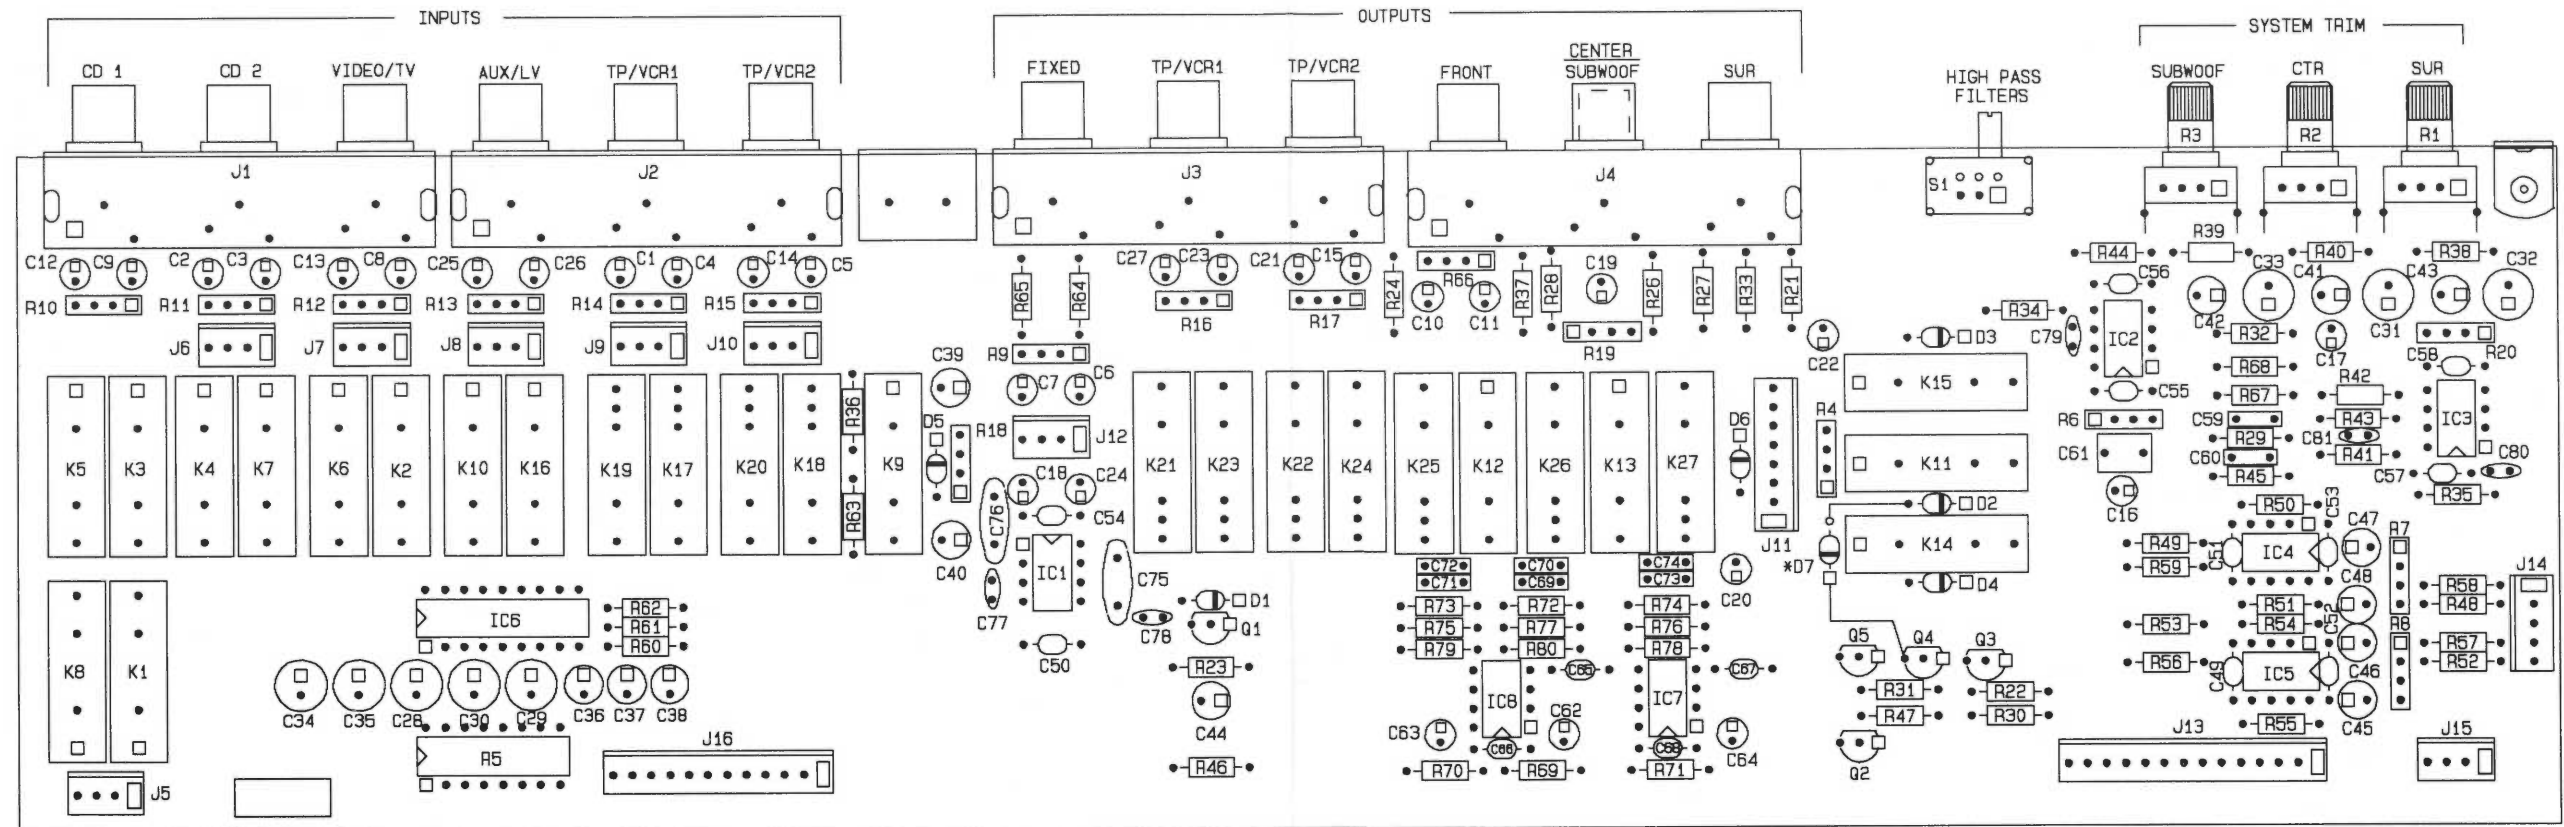 INPUTS
OUTPUTS
SYSTEM TRIM
CD 1
CD 2
VIDEO/TV
AUX/LV
TP/VCR1
TP/VCR2
FIXED
TP/VCR1
TP/VCR2
FRONT
CENTER
SUBWOOF
SUR
HIGH PASS
FILTERS
SUBWOOF
CTR
SUR
R3
R2
R1
J1
J2
J3
J4
S1
C12
C9
C2
C3
C13
C8
C25
C26
C1
C4
C14
C5
R65
R64
C27
C23
C21
C15
R24
R66
R37
R28
C19
R26
R27
R33
R21
R44
R39
R40
R38
C56
C33
C41
C43
C32
R10
R11
R12
R13
R14
R15
R16
R17
C10
C11
R19
C22
D3
R34
C79
IC2
C42
R32
C17
C31
C58
R20
J6
J7
J8
J9
J10
C39
R9
C7
C6
K15
C55
R68
R67
R42
R36
D5
R18
J12
D6
R4
R6
C59
R43
IC3
R29
C81
K5
K3
K4
K7
K6
K2
K10
K16
K19
K17
K20
K18
K9
K21
K23
K22
K24
K25
K12
K26
K13
K27
K11
C61
C60
R41
C80
R45
C57
R63
C76
C18
C24
C54
D2
C16
R35
R50
C53
C47
R7
J11
K14
R49
C51
IC4
C40
IC1
C75
C72
C70
C74
C71
C69
C73
*D7
R59
J14
C20
D4
C48
R58
R48
C77
C78
D1
Q1
R73
R72
R74
R51
C52
IC6
R62
R61
R60
R75
R77
R76
R53
R54
R8
R57
R79
R80
R78
Q5
Q4
Q3
R56
C49
IC5
C46
R52
K8
K1
C50
R23
C65
C67
IC8
IC7
R31
R22
R47
R30
C34
C35
C28
C30
C29
C36
C37
C38
C44
C63
C62
C64
C66
C68
R55
C45
R5
J16
R46
R70
R69
R71
Q2
J13
J15
J5